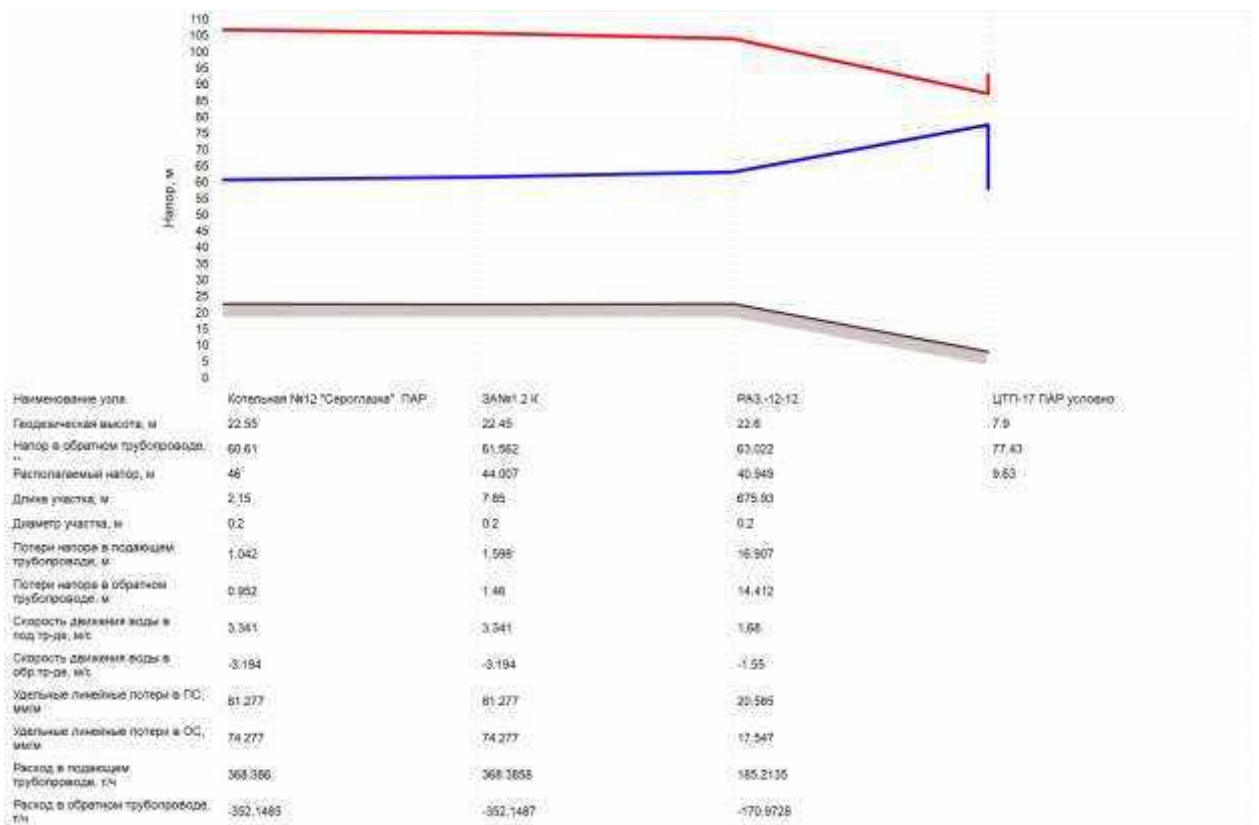 110
105
100
95
90
85
80
75
70
65
60
55
50
45
40
35
30
25
20
15
10
5
0
Напор, м
Наименование узла Котельная №12 "Сероглазка" ПАР ЗА№1.2 К РАЗ.-12-12 ЦТП-17 ПАР условно
Геодезическая высота, м 22.55 22.45 22.6 7.9
Напор в обратном трубопроводе, 60.61 61.562 63.022 77.43
Располагаемый напор, м 46 44.007 40.949 9.63
Длина участка, м 2.15 7.85 675.93
Диаметр участка, м 0.2 0.2 0.2
Потери напора в подающем
трубопроводе, м 1.042 1.598 16.907
Потери напора в обратном
трубопроводе, м 0.952 1.46 14.412
Скорость движения воды в
под.тр-де, м/с 3.341 3.341 1.68
Скорость движения воды в
обр.тр-де, м/с -3.194 -3.194 -1.55
Удельные линейные потери в ПС,
мм/м 81.277 81.277 20.585
Удельные линейные потери в ОС,
мм/м 74.277 74.277 17.547
Расход в подающем
трубопроводе, т/ч 368.386 368.3858 185.2135
Расход в обратном трубопроводе,
т/ч -352.1485 -352.1487 -170.9728